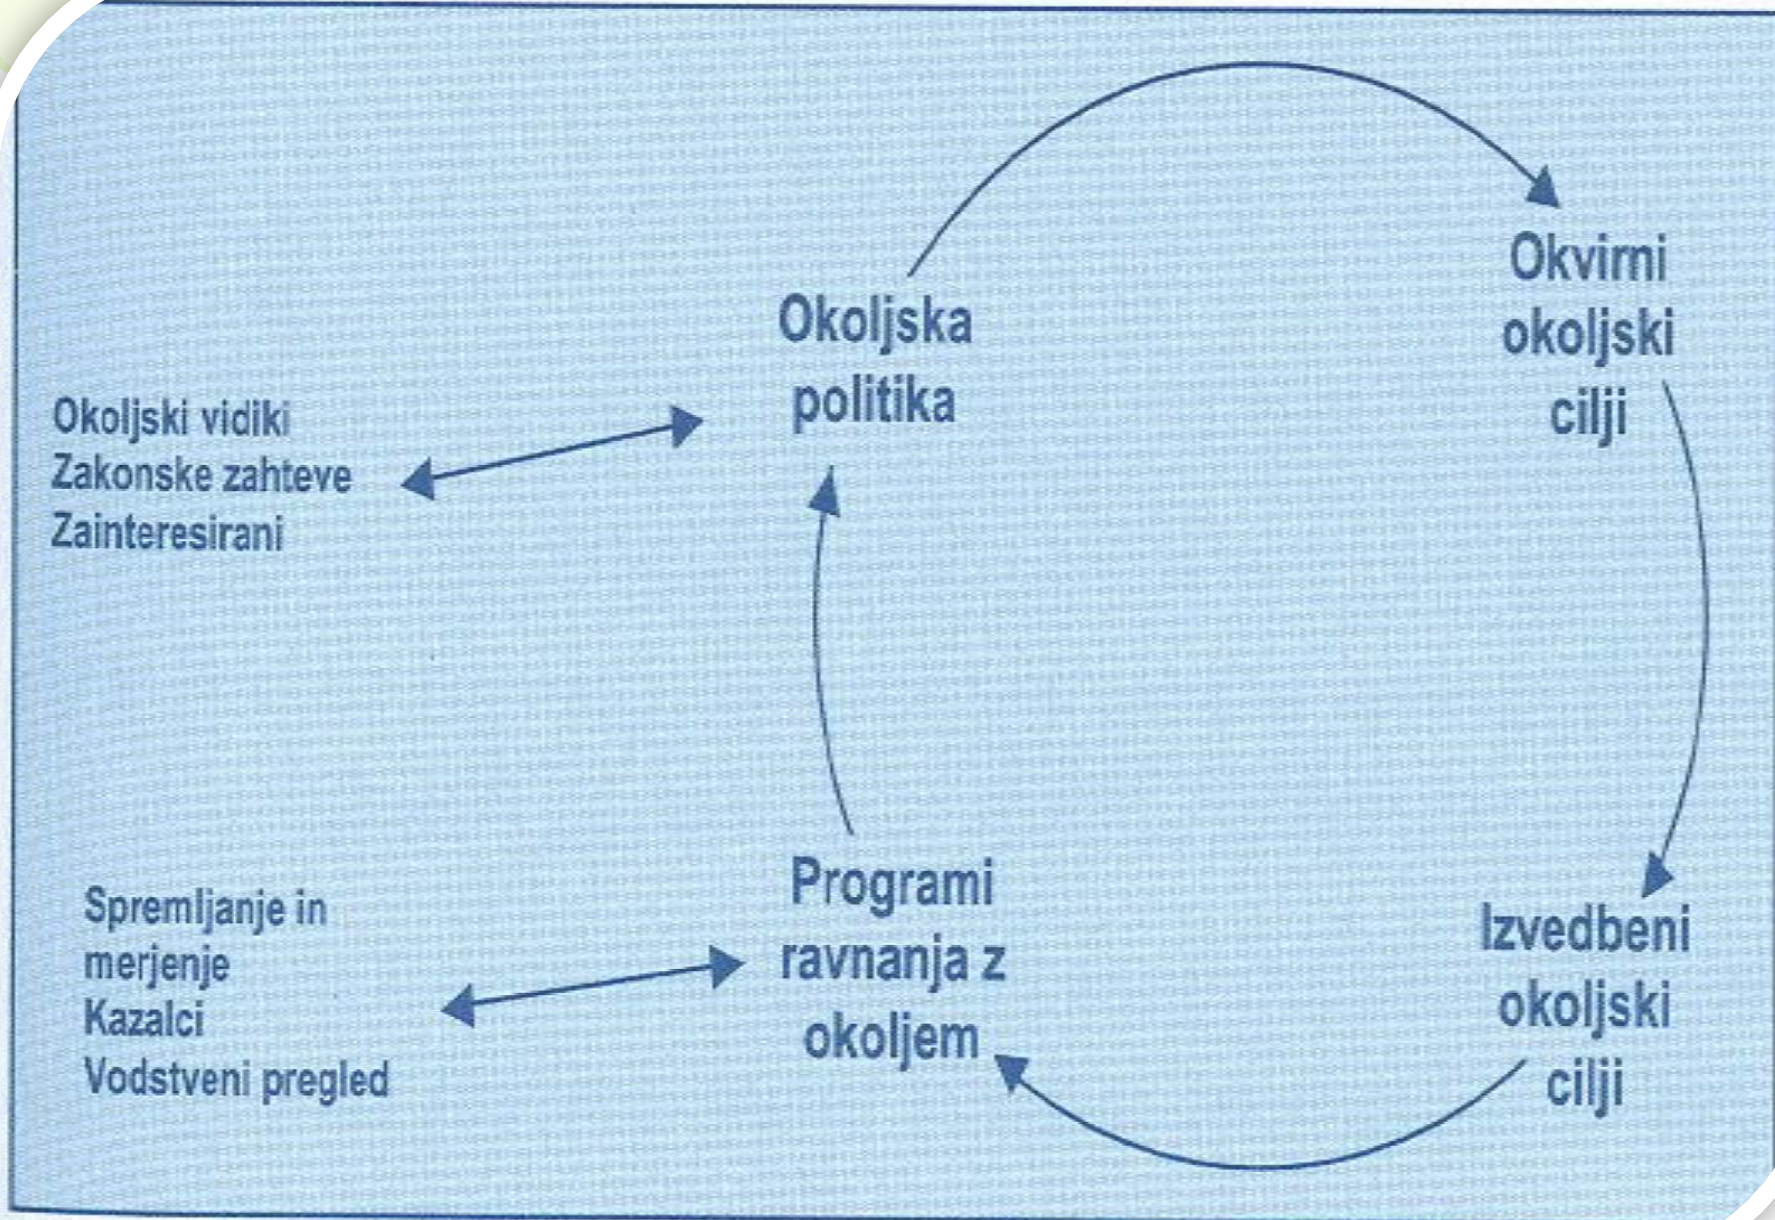 Okoljska
politika
Okvirni
okoljski
cilji
Izvedbeni
okoljski
cilji
Programi
ravnanja z
okoljem
Okoljski vidiki
Zakonske zahteve
Zainteresirani
Spremljanje in
merjenje
Kazalci
Vodstveni pregled